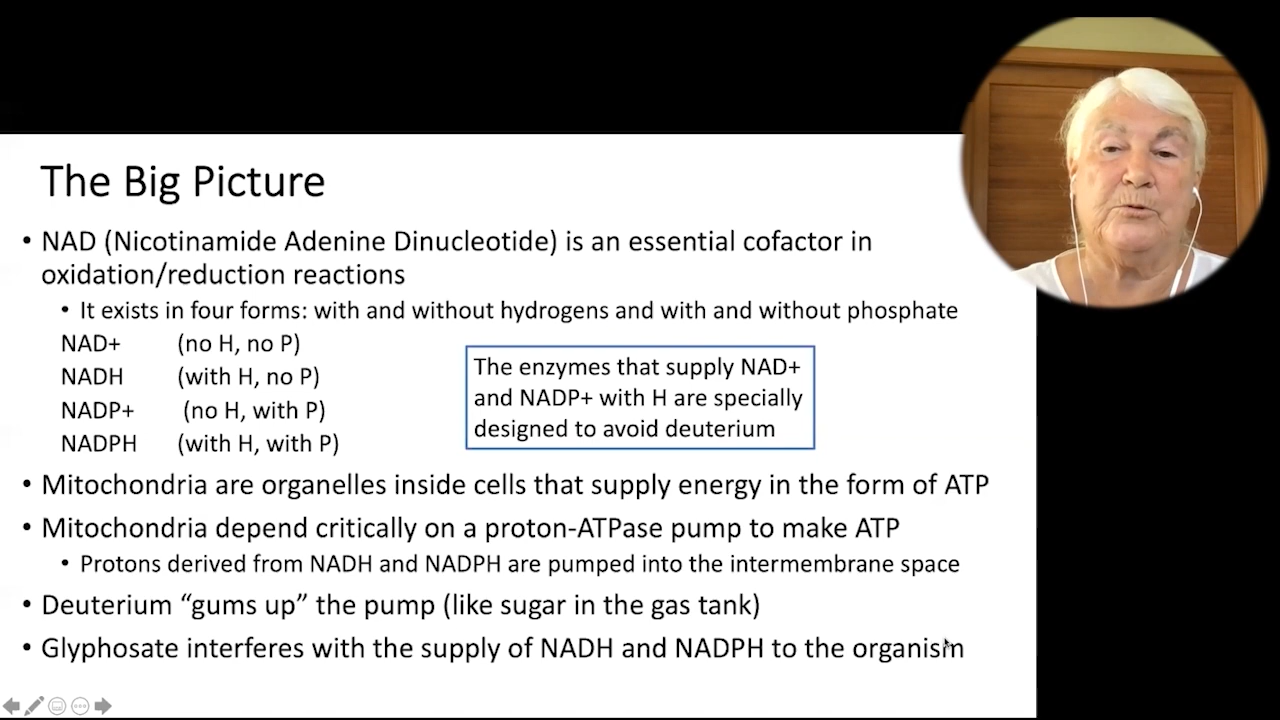 The Big Picture
• NAD (Nicotinamide Adenine Dinucleotide) is an essential cofactor in
oxidation/reduction reactions
• It exists in four forms: with and without hydrogens and with and without phosphate
NAD+ (no H, no P)
NADH (with H, no P)
NADP+ (no H, with P)
NADPH (with H, with P)
The enzymes that supply NAD+
and NADP+ with H are specially
designed to avoid deuterium
• Mitochondria are organelles inside cells that supply energy in the form of ATP
• Mitochondria depend critically on a proton-ATPase pump to make ATP
• Protons derived from NADH and NADPH are pumped into the intermembrane space
• Deuterium “gums up” the pump (like sugar in the gas tank)
• Glyphosate interferes with the supply of NADH and NADPH to the organism